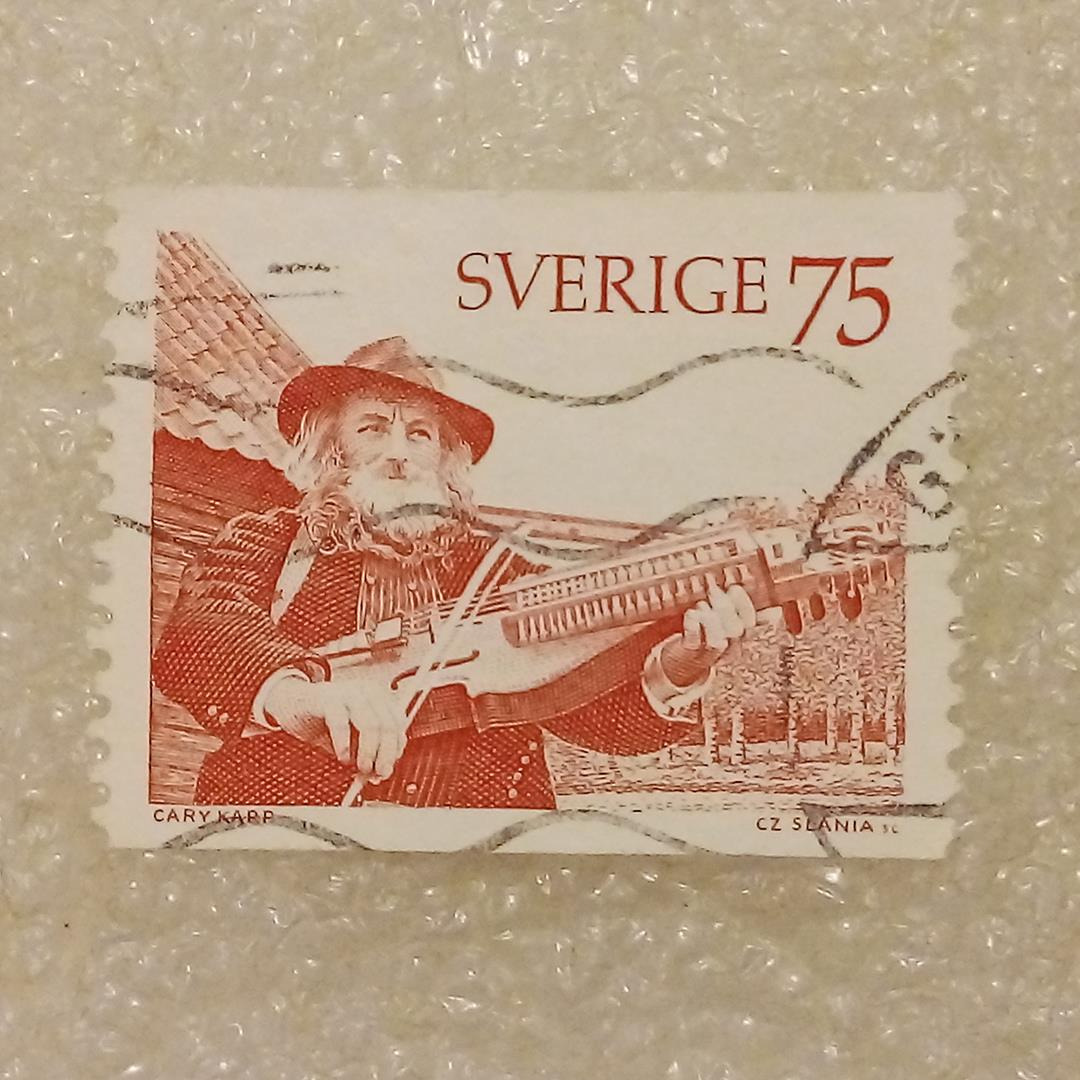 SVERIGE 75
CARY KARP
CZ SLANIA SC